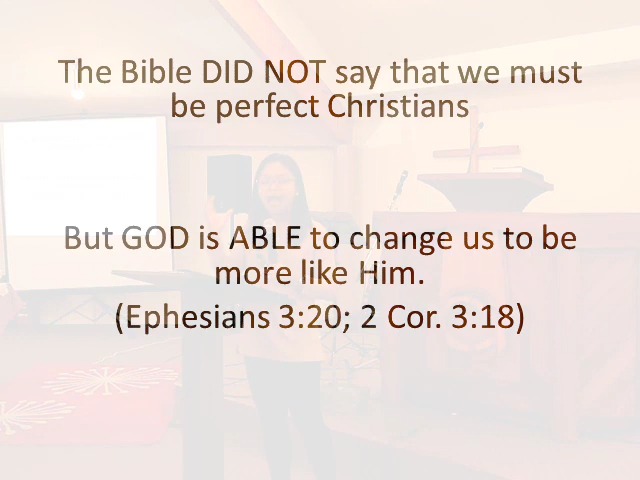 The Bible DID NOT say that we must
be perfect Christians
But GOD is ABLE to change us to be
more like Him.
(Ephesians 3:20; 2 Cor. 3:18)